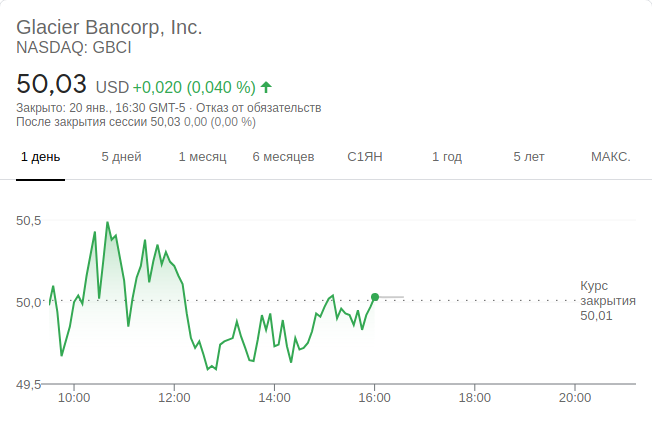 Glacier Bancorp, Inc.
NASDAQ: GBCI
50,03 USD +0,020 (0,040 %)
Закрыто: 20 янв., 16:30 GMT-5 · Отказ от обязательств
После закрытия сессии 50,03 0,00 (0,00 %)
1 день 5 дней 1 месяц 6 месяцев С1ЯН 1 год 5 лет МАКС.
50,5
50,0
49,5
Курс
закрытия
50,01
10:00 12:00 14:00 16:00 18:00 20:00